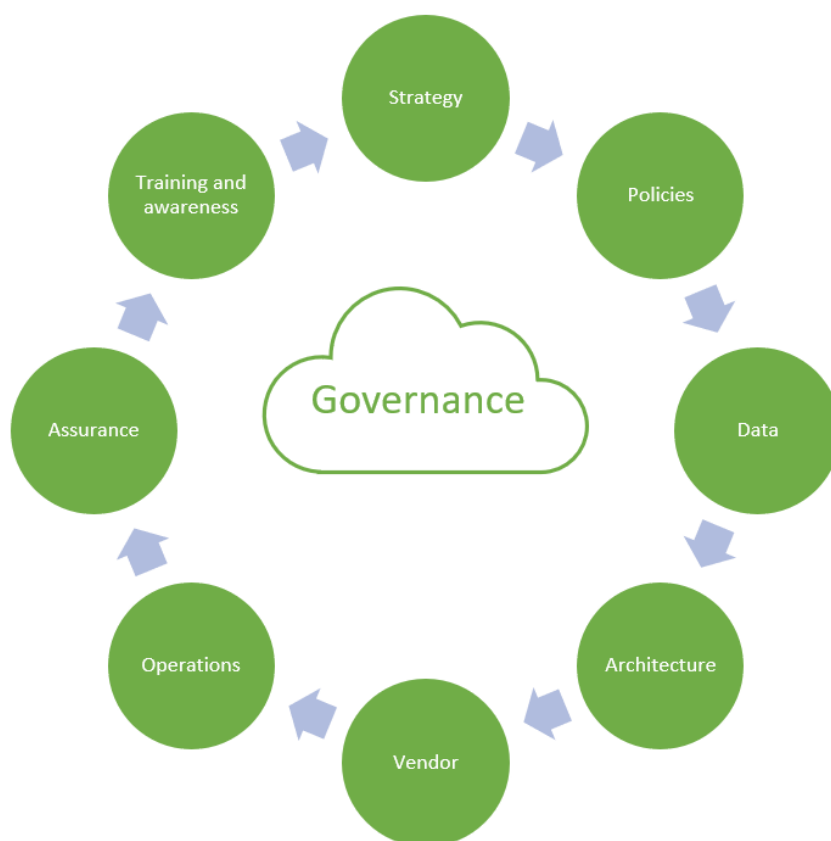 Strategy
Policies
Data
Architecture
Vendor
Operations
Assurance
Training and
awareness
Governance